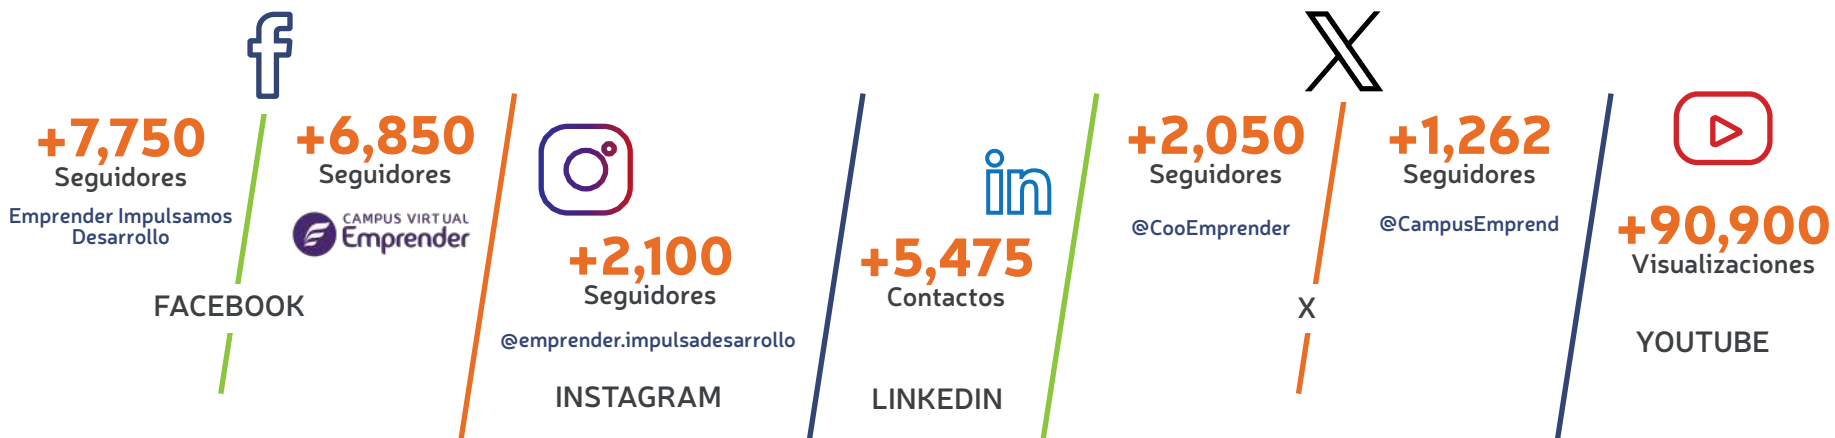 +7,750
Seguidores
Emprender Impulsamos
Desarrollo
+6,850
Seguidores
CAMPUS VIRTUAL
Emprender
FACEBOOK
+2,100
Seguidores
@emprender.impulsadesarrollo
INSTAGRAM
in
+5,475
Contactos
LINKEDIN
+2,050
Seguidores
@CooEmprender
+1,262
Seguidores
@CampusEmprend
X
+90,900
Visualizaciones
YOUTUBE